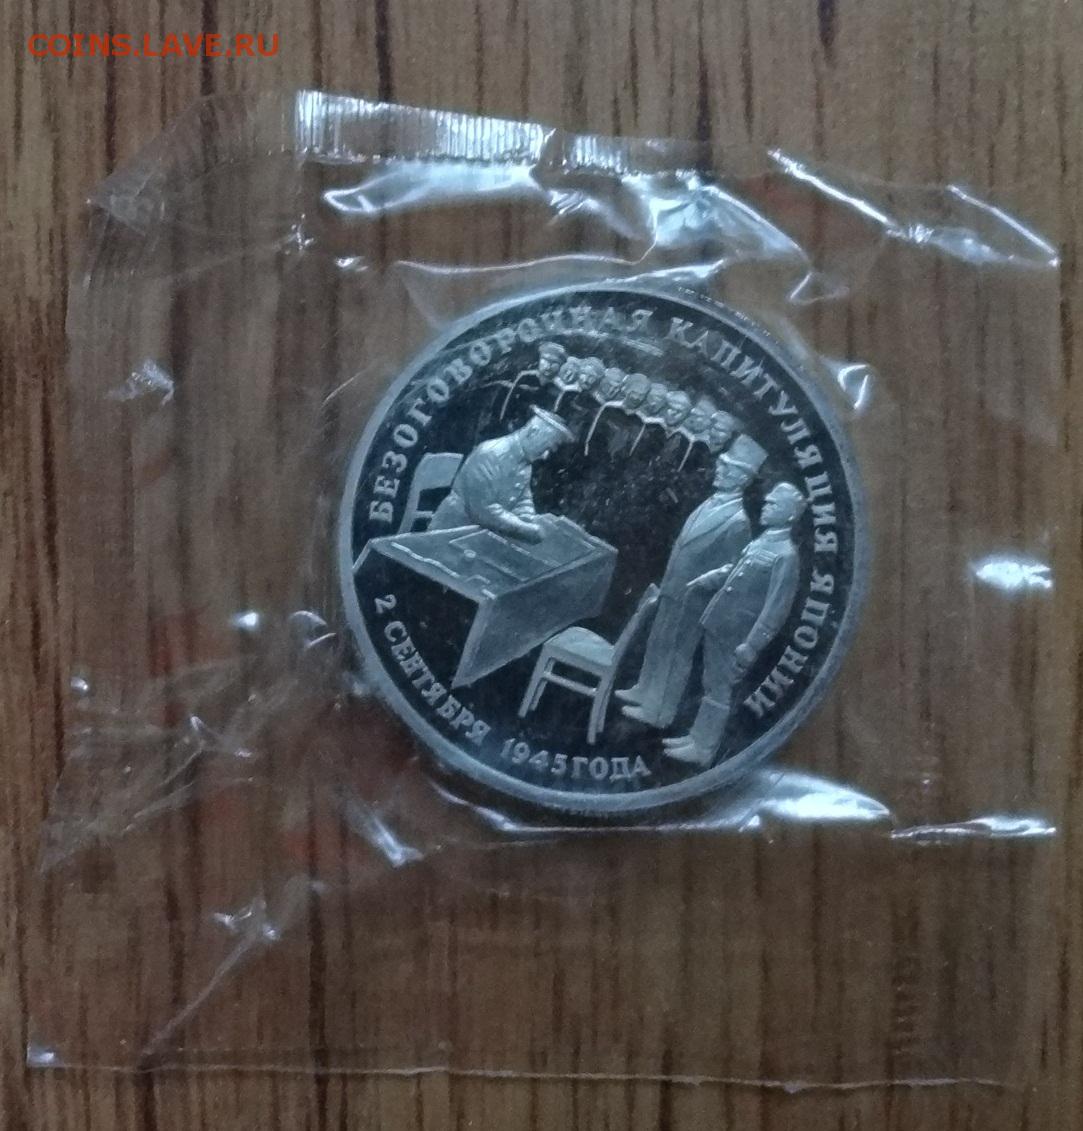 COINS.LAVE.RU
БЕЗОГОВОРОЧНАЯ КАПИТУЛЯЦИЯ ЯПОНИИ
2 СЕНТЯБРЯ 1945 ГОДА